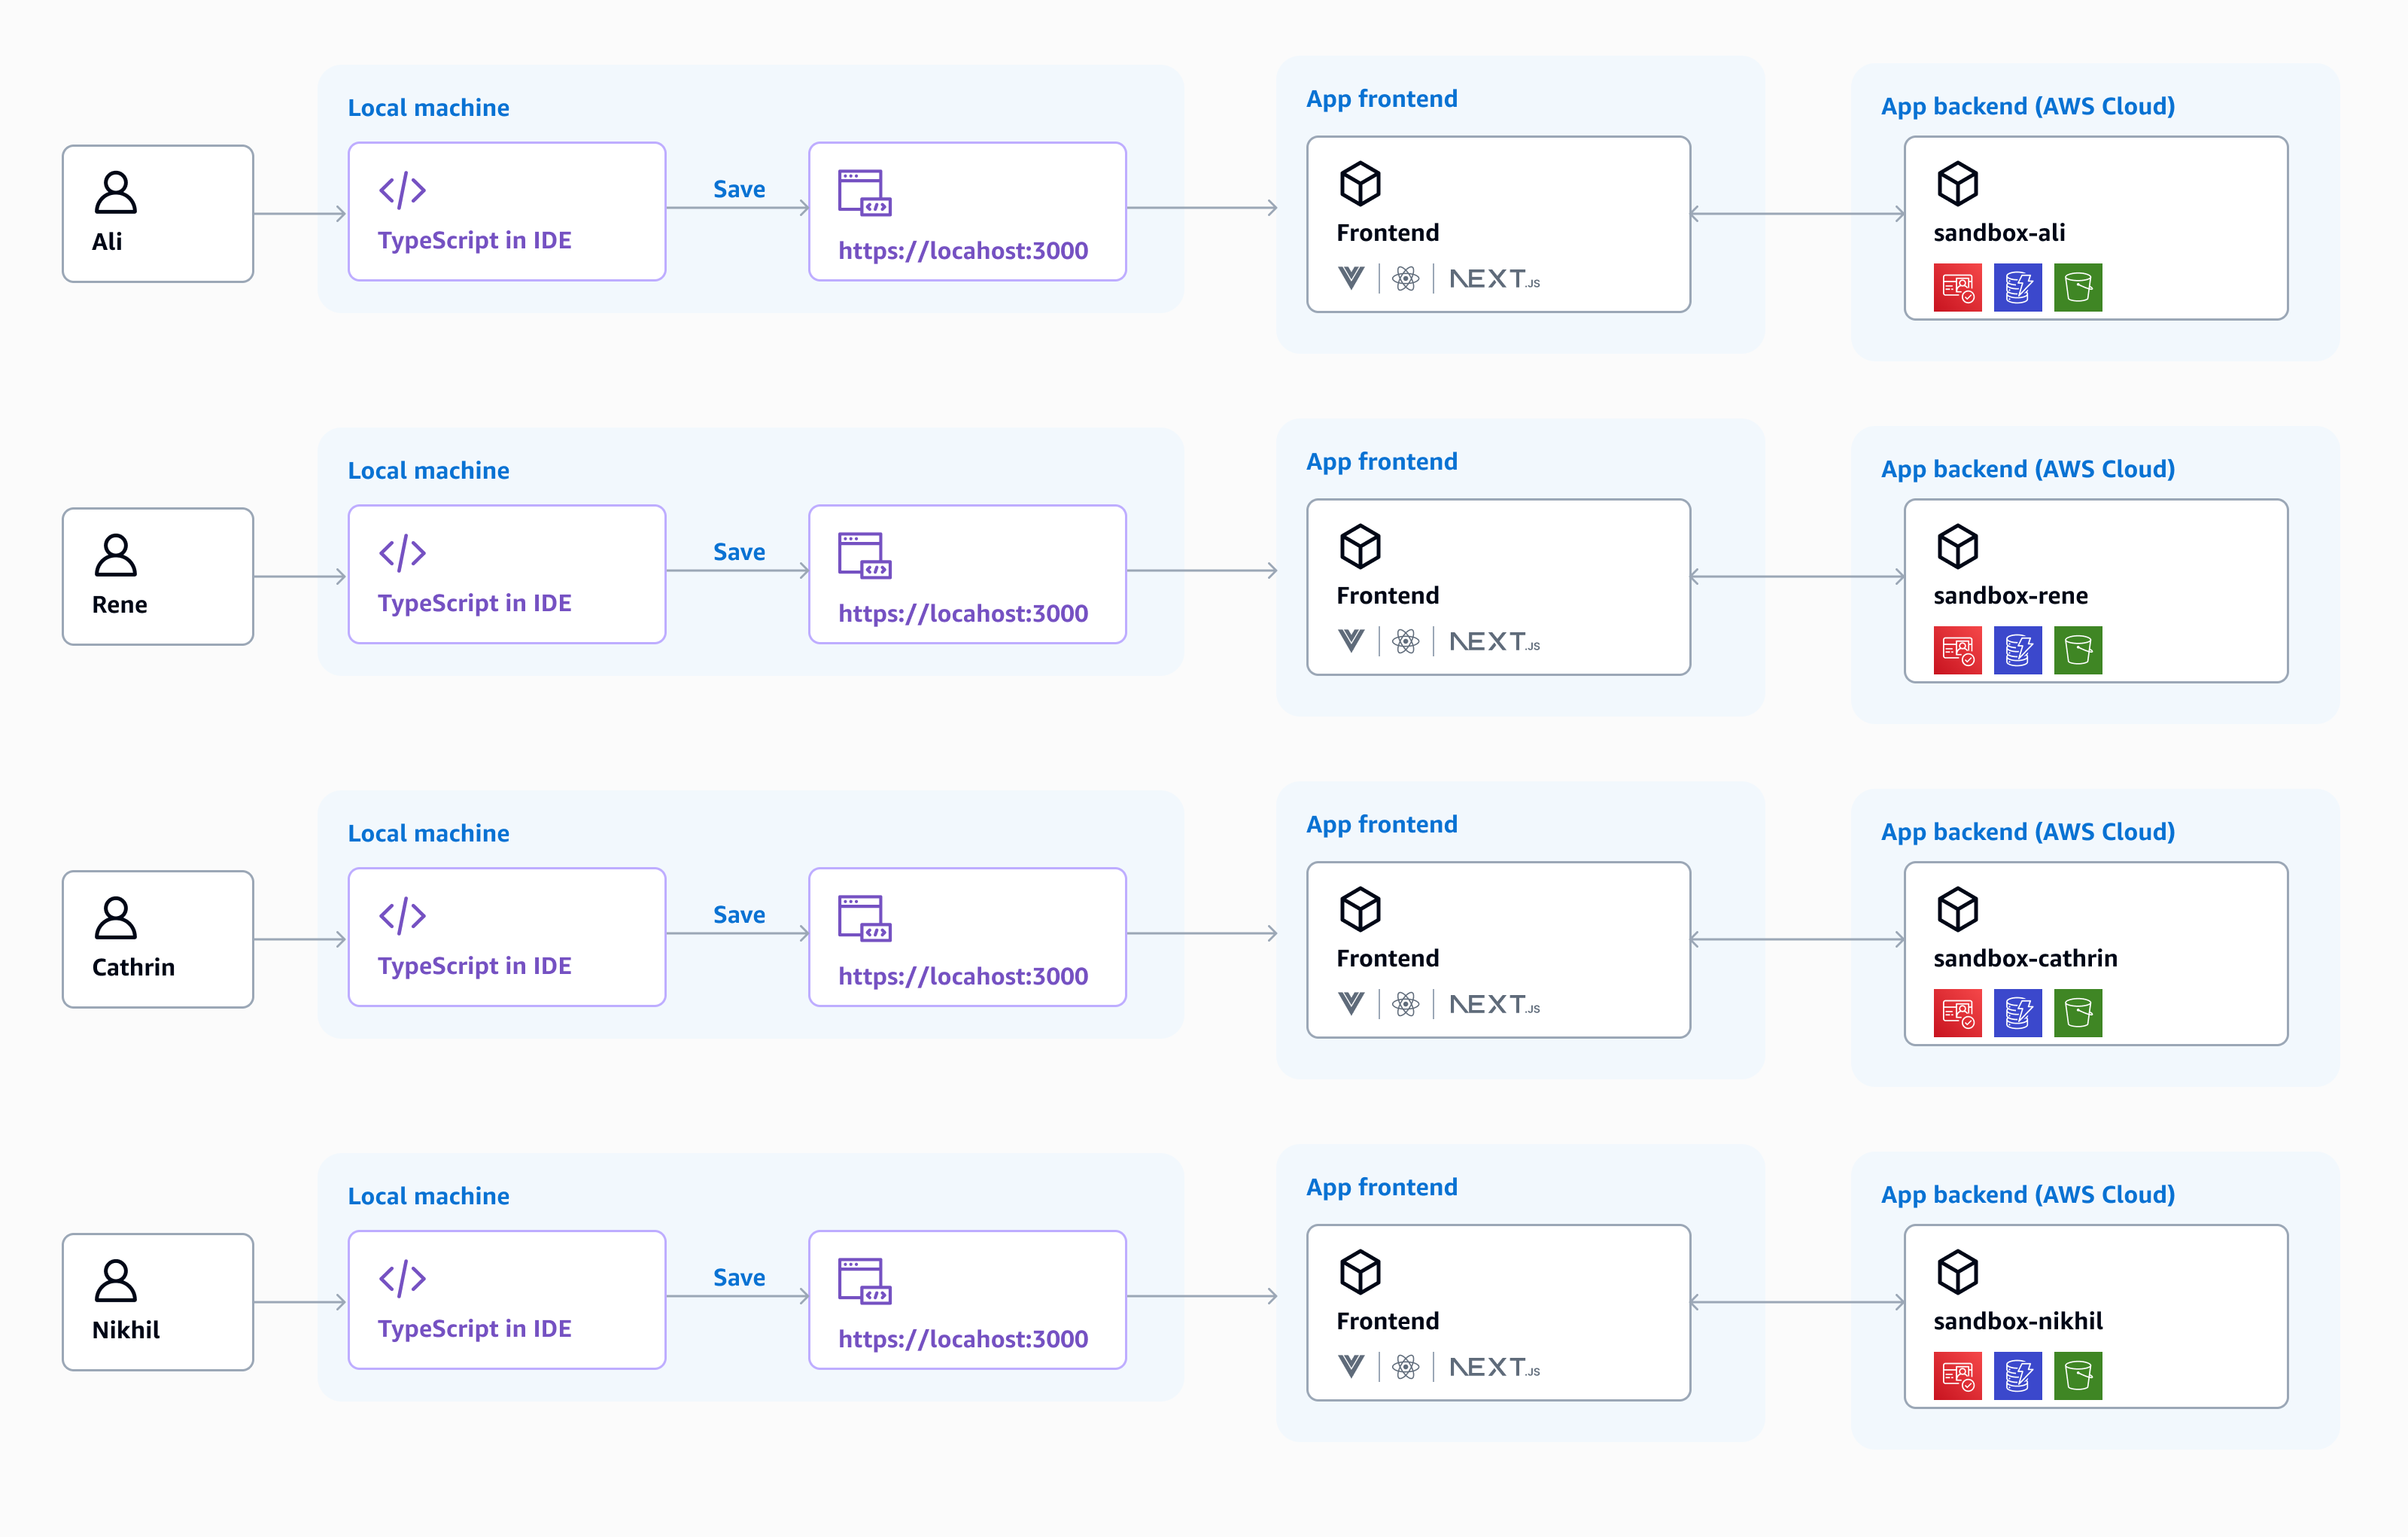 Local machine
App frontend
App backend (AWS Cloud)
Ali
TypeScript in IDE
Save
https://locahost:3000
Frontend
NEXT.JS
sandbox-ali
Local machine
App frontend
App backend (AWS Cloud)
Rene
TypeScript in IDE
Save
https://locahost:3000
Frontend
NEXT.JS
sandbox-rene
Local machine
App frontend
App backend (AWS Cloud)
Cathrin
TypeScript in IDE
Save
https://locahost:3000
Frontend
NEXT.JS
sandbox-cathrin
Local machine
App frontend
App backend (AWS Cloud)
Nikhil
TypeScript in IDE
Save
https://locahost:3000
Frontend
NEXT.JS
sandbox-nikhil